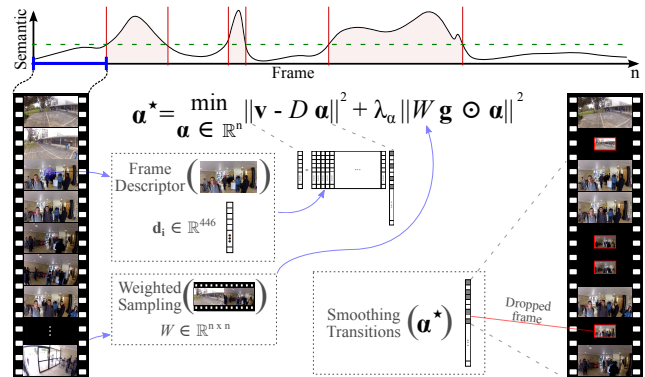 Semantic
Frame
n
α* = min ||v - D α||² + λα ||W g ⊙ α||²
α ∈ ℝⁿ
Frame
Descriptor ( )
...
dᵢ ∈ ℝ⁴⁴⁶
Weighted
Sampling ( )
W ∈ ℝⁿ ˣ ⁿ
Smoothing
Transitions (α*)
Dropped
frame